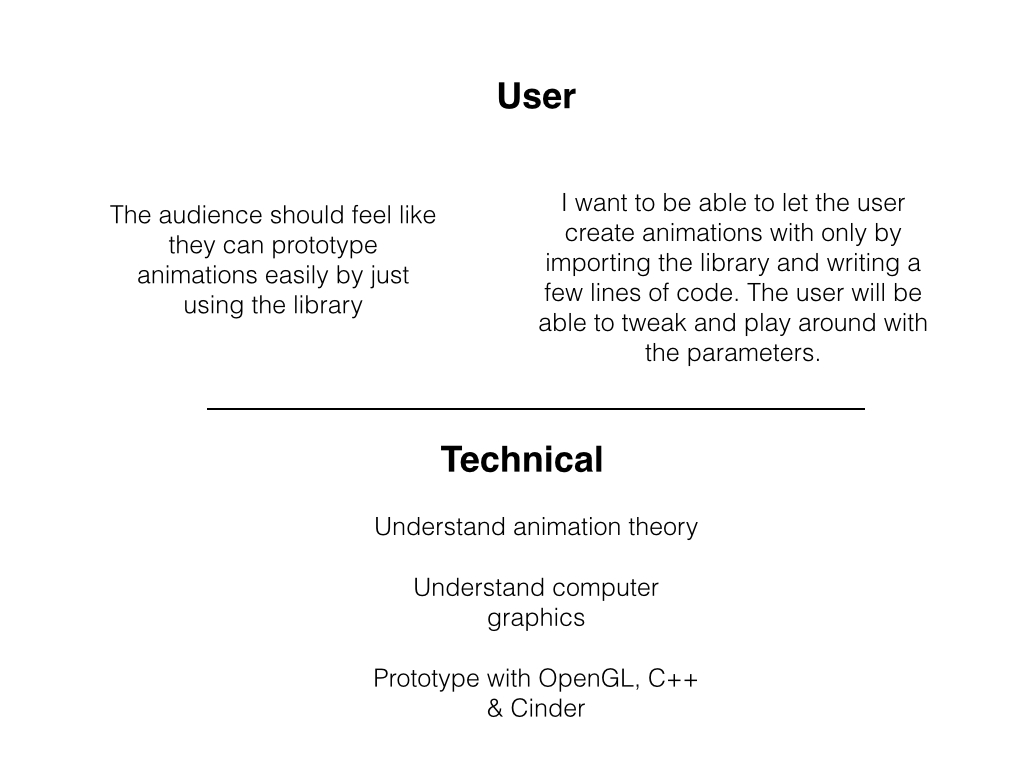 User
The audience should feel like
they can prototype
animations easily by just
using the library
I want to be able to let the user
create animations with only by
importing the library and writing a
few lines of code. The user will be
able to tweak and play around with
the parameters.
Technical
Understand animation theory
Understand computer
graphics
Prototype with OpenGL, C++
& Cinder